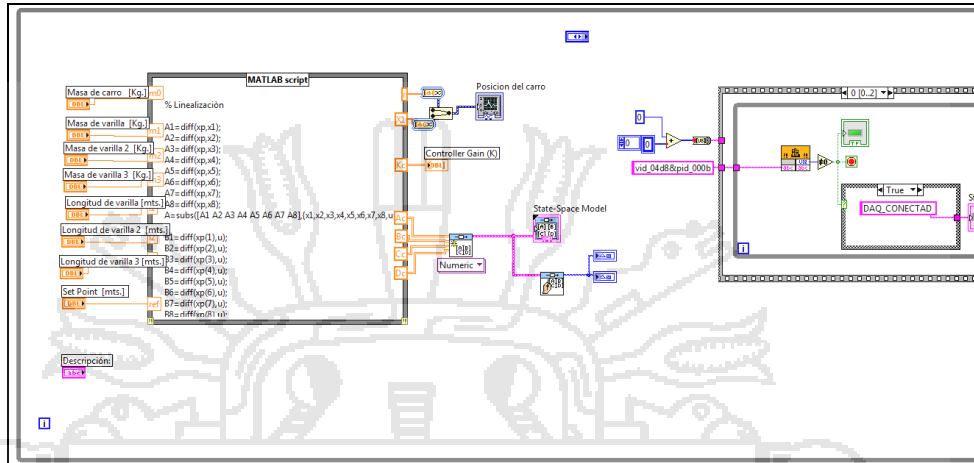 MATLAB script
Masa de carro [Kg.]
DBL
m0
% Linealización
Masa de varilla [Kg.]
DBL
m1
Masa de varilla 2 [Kg.]
DBL
m2
Masa de varilla 3 [Kg.]
DBL
m3
Longitud de varilla [mts.]
DBL
Longitud de varilla 2 [mts.]
DBL
Longitud de varilla 3 [mts.]
DBL
Set Point [mts.]
DBL
ref
A1=diff(xp,x1);
A2=diff(xp,x2);
A3=diff(xp,x3);
A4=diff(xp,x4);
A5=diff(xp,x5);
A6=diff(xp,x6);
A7=diff(xp,x7);
A8=diff(xp,x8);
A=subs([A1 A2 A3 A4 A5 A6 A7 A8],{x1,x2,x3,x4,x5,x6,x7,x8,u
B1=diff(xp(1),u);
B2=diff(xp(2),u);
B3=diff(xp(3),u);
B4=diff(xp(4),u);
B5=diff(xp(5),u);
B6=diff(xp(6),u);
B7=diff(xp(7),u);
B8=diff(xp(8),u);
Kc
Ac
Bc
Cc
Dc
Posicion del carro
Controller Gain (K)
DBL
State-Space Model
Numeric
Descripción:
abc
i
0
0
0
vid_04d8&pid_000b
0 [0..2]
True
DAQ_CONECTAD
i